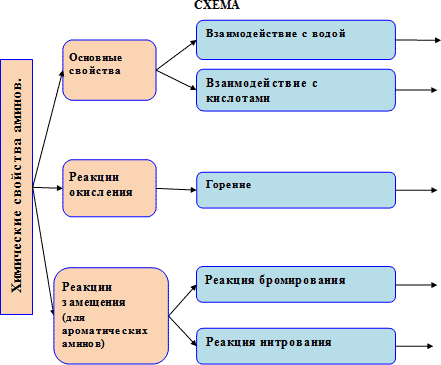 СХЕМА
Химические свойства аминов.
Основные
свойства
Взаимодействие с водой
Взаимодействие с
кислотами
Реакции
окисления
Горение
Реакции
замещения
(для
ароматических
аминов)
Реакция бромирования
Реакция нитрования